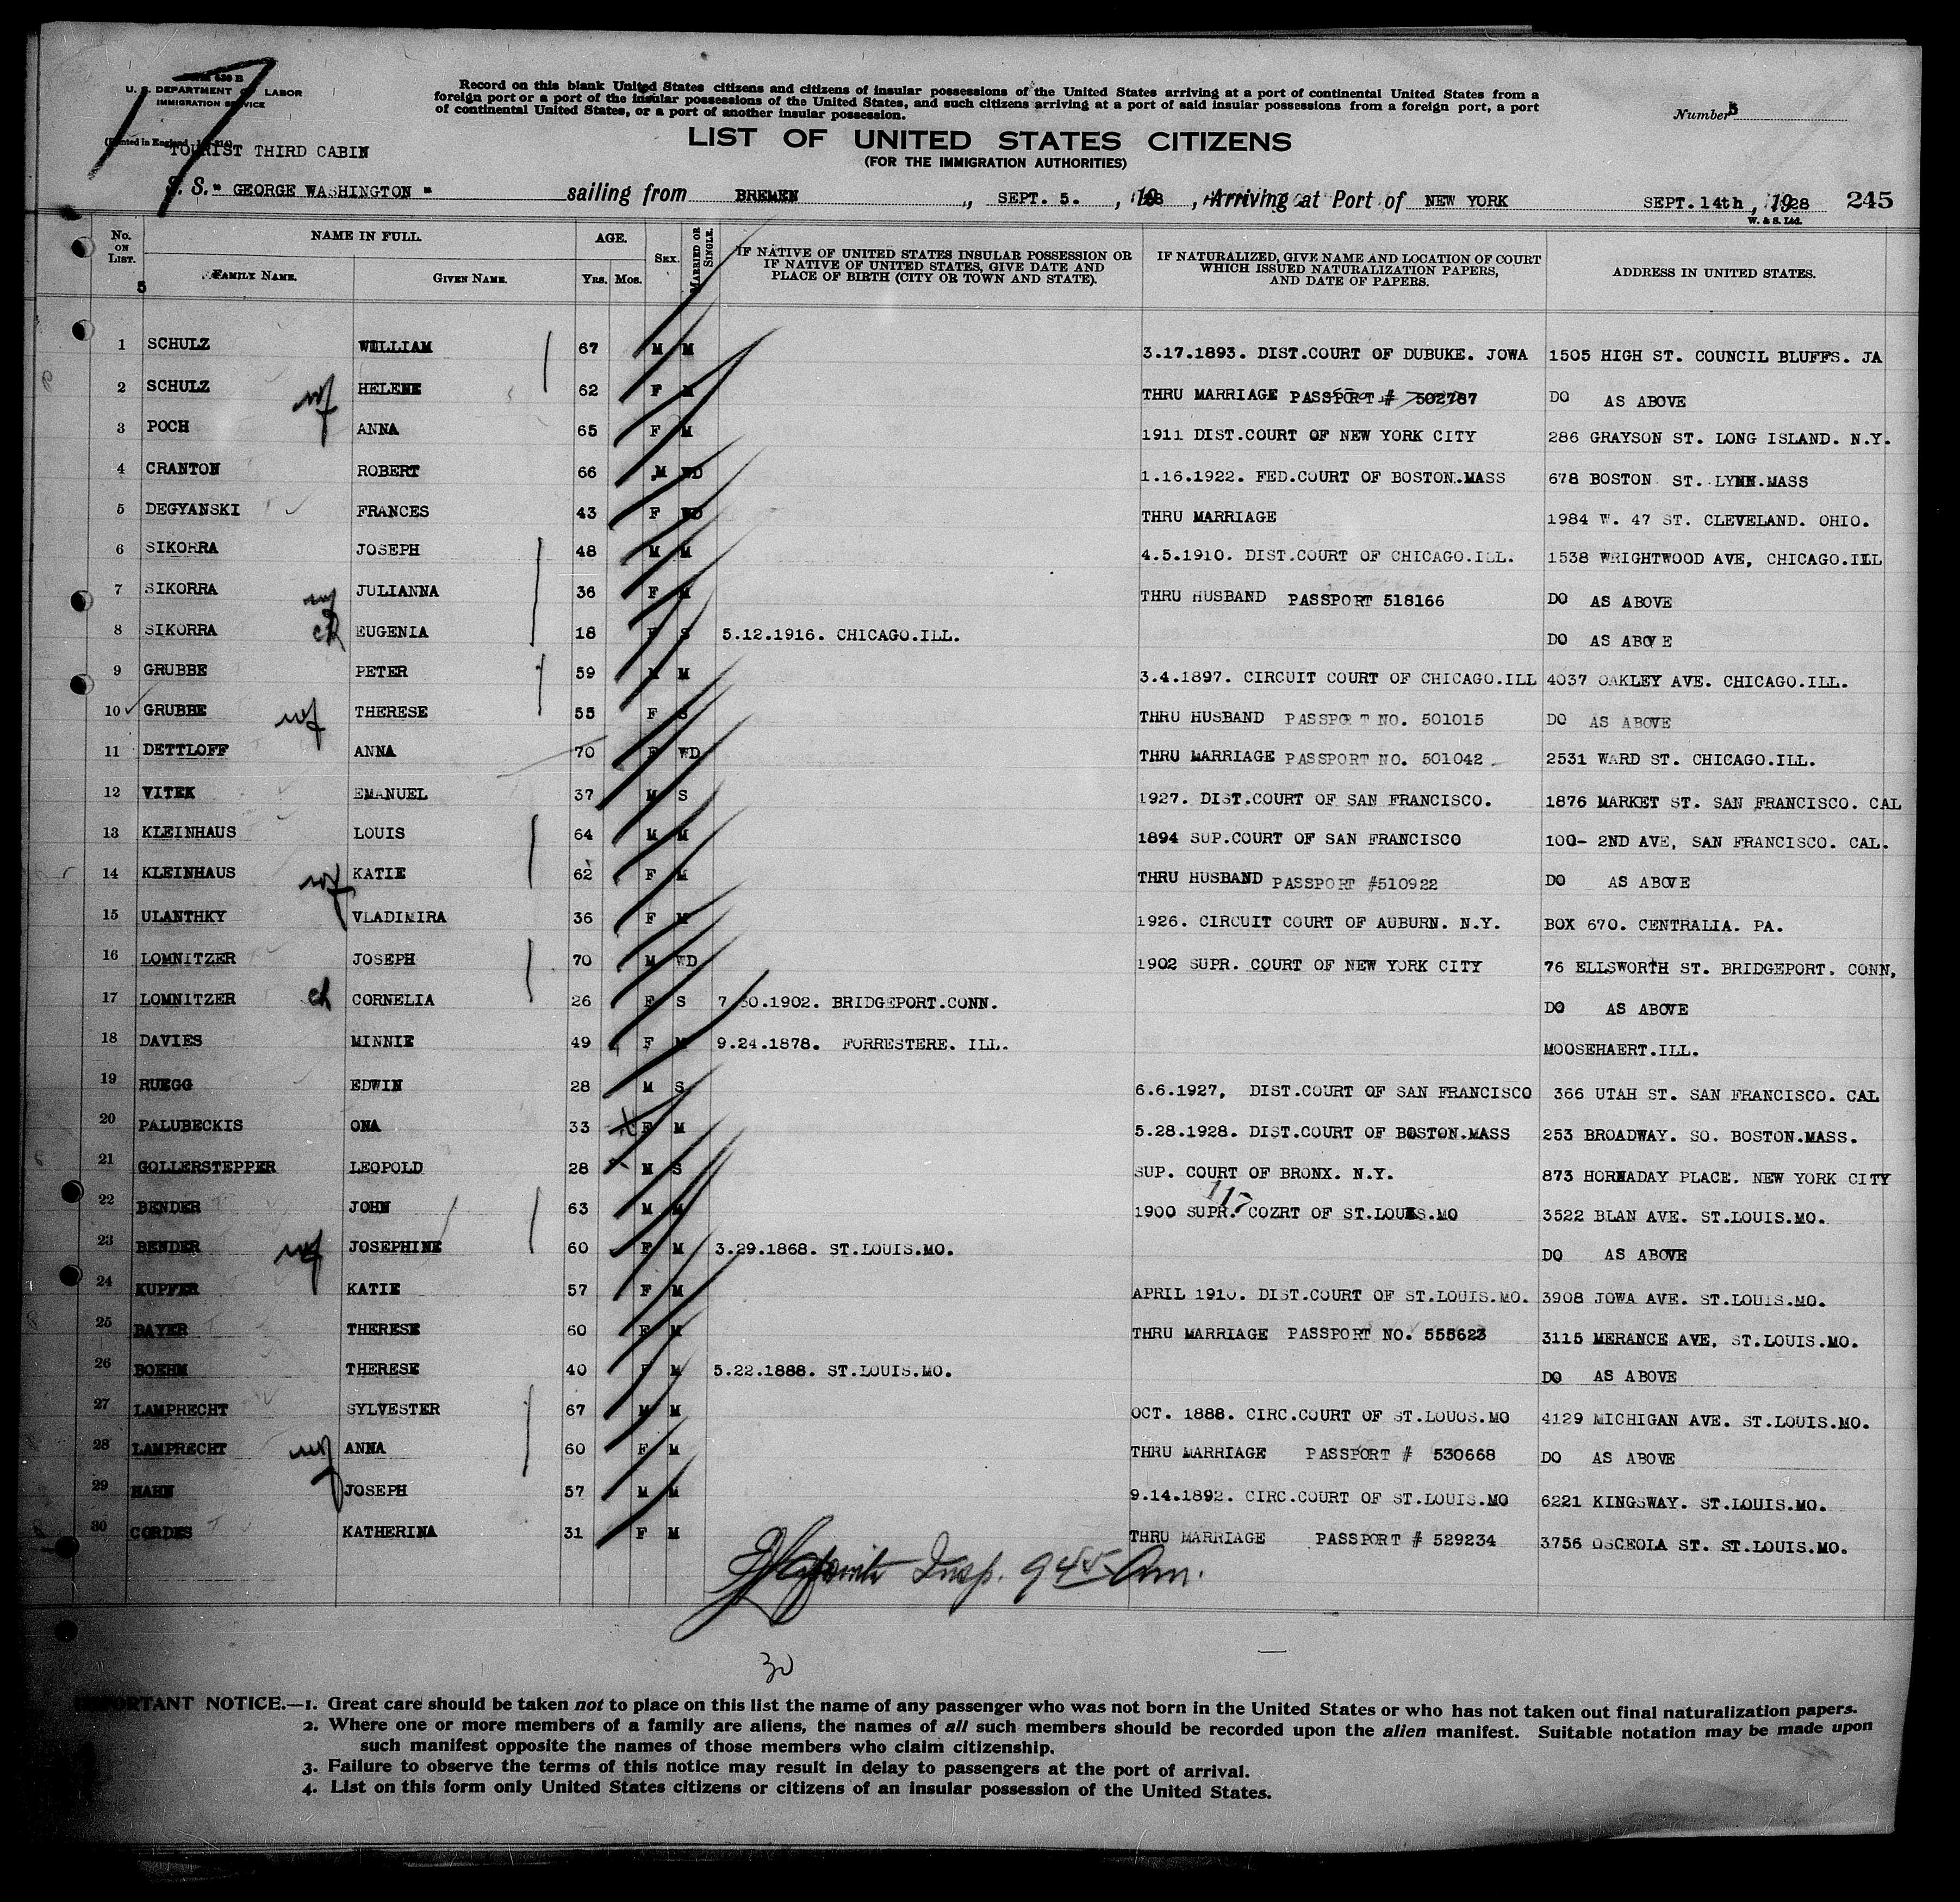 17
FORM 630 B
U. S. DEPARTMENT OF LABOR
IMMIGRATION SERVICE
(Printed in England
TOURIST THIRD CABIN
Record on this blank United States citizens and citizens of insular possessions of the United States arriving at a port of continental United States from a
foreign port or a port of the insular possessions of the United States, and such citizens arriving at a port of said insular possessions from a foreign port, a port
of continental United States, or a port of another insular possession.
Number 5
LIST OF UNITED STATES CITIZENS
(FOR THE IMMIGRATION AUTHORITIES)
S. S. " GEORGE WASHINGTON " sailing from BREMEN, SEPT. 5. , 1928 , Arriving at Port of NEW YORK SEPT. 14th, 1928 245
W. & S. Ltd.
No. ON LIST. NAME IN FULL. FAMILY NAME. GIVEN NAME. AGE. YRS. MOS. SEX. MARRIED OR SINGLE. IF NATIVE OF UNITED STATES INSULAR POSSESSION OR IF NATIVE OF UNITED STATES, GIVE DATE AND PLACE OF BIRTH (CITY OR TOWN AND STATE). IF NATURALIZED, GIVE NAME AND LOCATION OF COURT WHICH ISSUED NATURALIZATION PAPERS, AND DATE OF PAPERS. ADDRESS IN UNITED STATES.
5
1 SCHULZ WILLIAM 67 M M 3.17.1893. DIST.COURT OF DUBUKE. JOWA 1505 HIGH ST. COUNCIL BLUFFS. JA
2 SCHULZ wf HELENE 62 F M THRU MARRIAGE PASSPORT # 502787 DO AS ABOVE
3 POCH ANNA 65 F M 1911 DIST.COURT OF NEW YORK CITY 286 GRAYSON ST. LONG ISLAND. N.Y.
4 CRANTON ROBERT 66 M WD 1.16.1922. FED.COURT OF BOSTON.MASS 678 BOSTON ST. LYNN.MASS
5 DEGYANSKI FRANCES 43 F WD THRU MARRIAGE 1984 W. 47 ST. CLEVELAND. OHIO.
6 SIKORRA JOSEPH 48 M M 4.5.1910. DIST.COURT OF CHICAGO.ILL. 1538 WRIGHTWOOD AVE, CHICAGO.ILL
7 SIKORRA wf JULIANNA 36 F M THRU HUSBAND PASSPORT 518166 DO AS ABOVE
8 SIKORRA ch EUGENIA 18 F S 5.12.1916. CHICAGO.ILL. DO AS ABOVE
9 GRUBBE PETER 59 M M 3.4.1897. CIRCUIT COURT OF CHICAGO.ILL 4037 OAKLEY AVE. CHICAGO.ILL.
10 GRUBBE wf THERESE 55 F S THRU HUSBAND PASSPORT NO. 501015 DO AS ABOVE
11 DETTLOFF ANNA 70 F WD THRU MARRIAGE PASSPORT NO. 501042 2531 WARD ST. CHICAGO.ILL.
12 VITEK EMANUEL 37 M S 1927. DIST.COURT OF SAN FRANCISCO. 1876 MARKET ST. SAN FRANCISCO. CAL
13 KLEINHAUS LOUIS 64 M M 1894 SUP.COURT OF SAN FRANCISCO 100- 2ND AVE, SAN FRANCISCO. CAL.
14 KLEINHAUS wf KATIE 62 F M THRU HUSBAND PASSPORT #510922 DO AS ABOVE
15 ULANTHKY VLADIMIRA 36 F M 1926. CIRCUIT COURT OF AUBURN. N.Y. BOX 670. CENTRALIA. PA.
16 LOMNITZER JOSEPH 70 M WD 1902 SUPR. COURT OF NEW YORK CITY 76 ELLSWORTH ST. BRIDGEPORT. CONN,
17 LOMNITZER ch CORNELIA 26 F S 7.30.1902. BRIDGEPORT.CONN. DO AS ABOVE
18 DAVIES MINNIE 49 F M 9.24.1878. FORRESTERE. ILL. MOOSEHAERT.ILL.
19 RUEGG EDWIN 28 M S 6.6.1927, DIST.COURT OF SAN FRANCISCO 366 UTAH ST. SAN FRANCISCO. CAL
20 PALUBECKIS ONA 33 F M 5.28.1928. DIST.COURT OF BOSTON.MASS 253 BROADWAY. SO. BOSTON.MASS.
21 GOLLERSTEPPER LEOPOLD 28 M S SUP. COURT OF BRONX. N.Y. 873 HORNADAY PLACE. NEW YORK CITY
117
22 BENDER JOHN 63 M M 1900 SUPR. COZRT OF ST.LOUIS.MO 3522 BLAN AVE. ST.LOUIS.MO.
23 BENDER wf JOSEPHINE 60 F M 3.29.1868. ST.LOUIS.MO. DO AS ABOVE
24 KUPFER KATIE 57 F M APRIL 1910. DIST.COURT OF ST.LOUIS.MO. 3908 JOWA AVE. ST.LOUIS.MO.
25 BAYER THERESE 60 F M THRU MARRIAGE PASSPORT NO. 555623 3115 MERANCE AVE, ST.LOUIS.MO.
26 BOEHM THERESE 40 F M 5.22.1888. ST.LOUIS.MO. DO AS ABOVE
27 LAMPRECHT SYLVESTER 67 M M OCT. 1888. CIRC.COURT OF ST.LOUOS.MO 4129 MICHIGAN AVE. ST.LOUIS.MO.
28 LAMPRECHT wf ANNA 60 F M THRU MARRIAGE PASSPORT # 530668 DO AS ABOVE
29 HAHN JOSEPH 57 M M 9.14.1892. CIRC.COURT OF ST.LOUIS.MO 6221 KINGSWAY. ST.LOUIS.MO.
30 CORDES KATHERINA 31 F M THRU MARRIAGE PASSPORT # 529234 3756 OSCEOLA ST. ST.LOUIS.MO.
Insp. 9 45 Am.
30
IMPORTANT NOTICE.—1. Great care should be taken not to place on this list the name of any passenger who was not born in the United States or who has not taken out final naturalization papers.
2. Where one or more members of a family are aliens, the names of all such members should be recorded upon the alien manifest. Suitable notation may be made upon
such manifest opposite the names of those members who claim citizenship.
3. Failure to observe the terms of this notice may result in delay to passengers at the port of arrival.
4. List on this form only United States citizens or citizens of an insular possession of the United States.